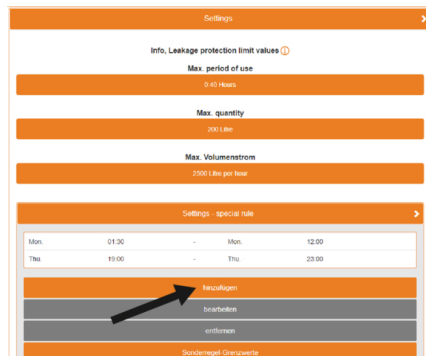 Settings
Info, Leakage protection limit values
Max. period of use
0:40 Hours
Max. quantity
200 Litre
Max. Volumenstrom
2500 Litre per hour
Settings - special rule
Mon. 01:30 - Mon. 12:00
Thu. 19:00 - Thu. 23:00
hinzufügen
bearbeiten
entfernen
Sonderregel-Grenzwerte